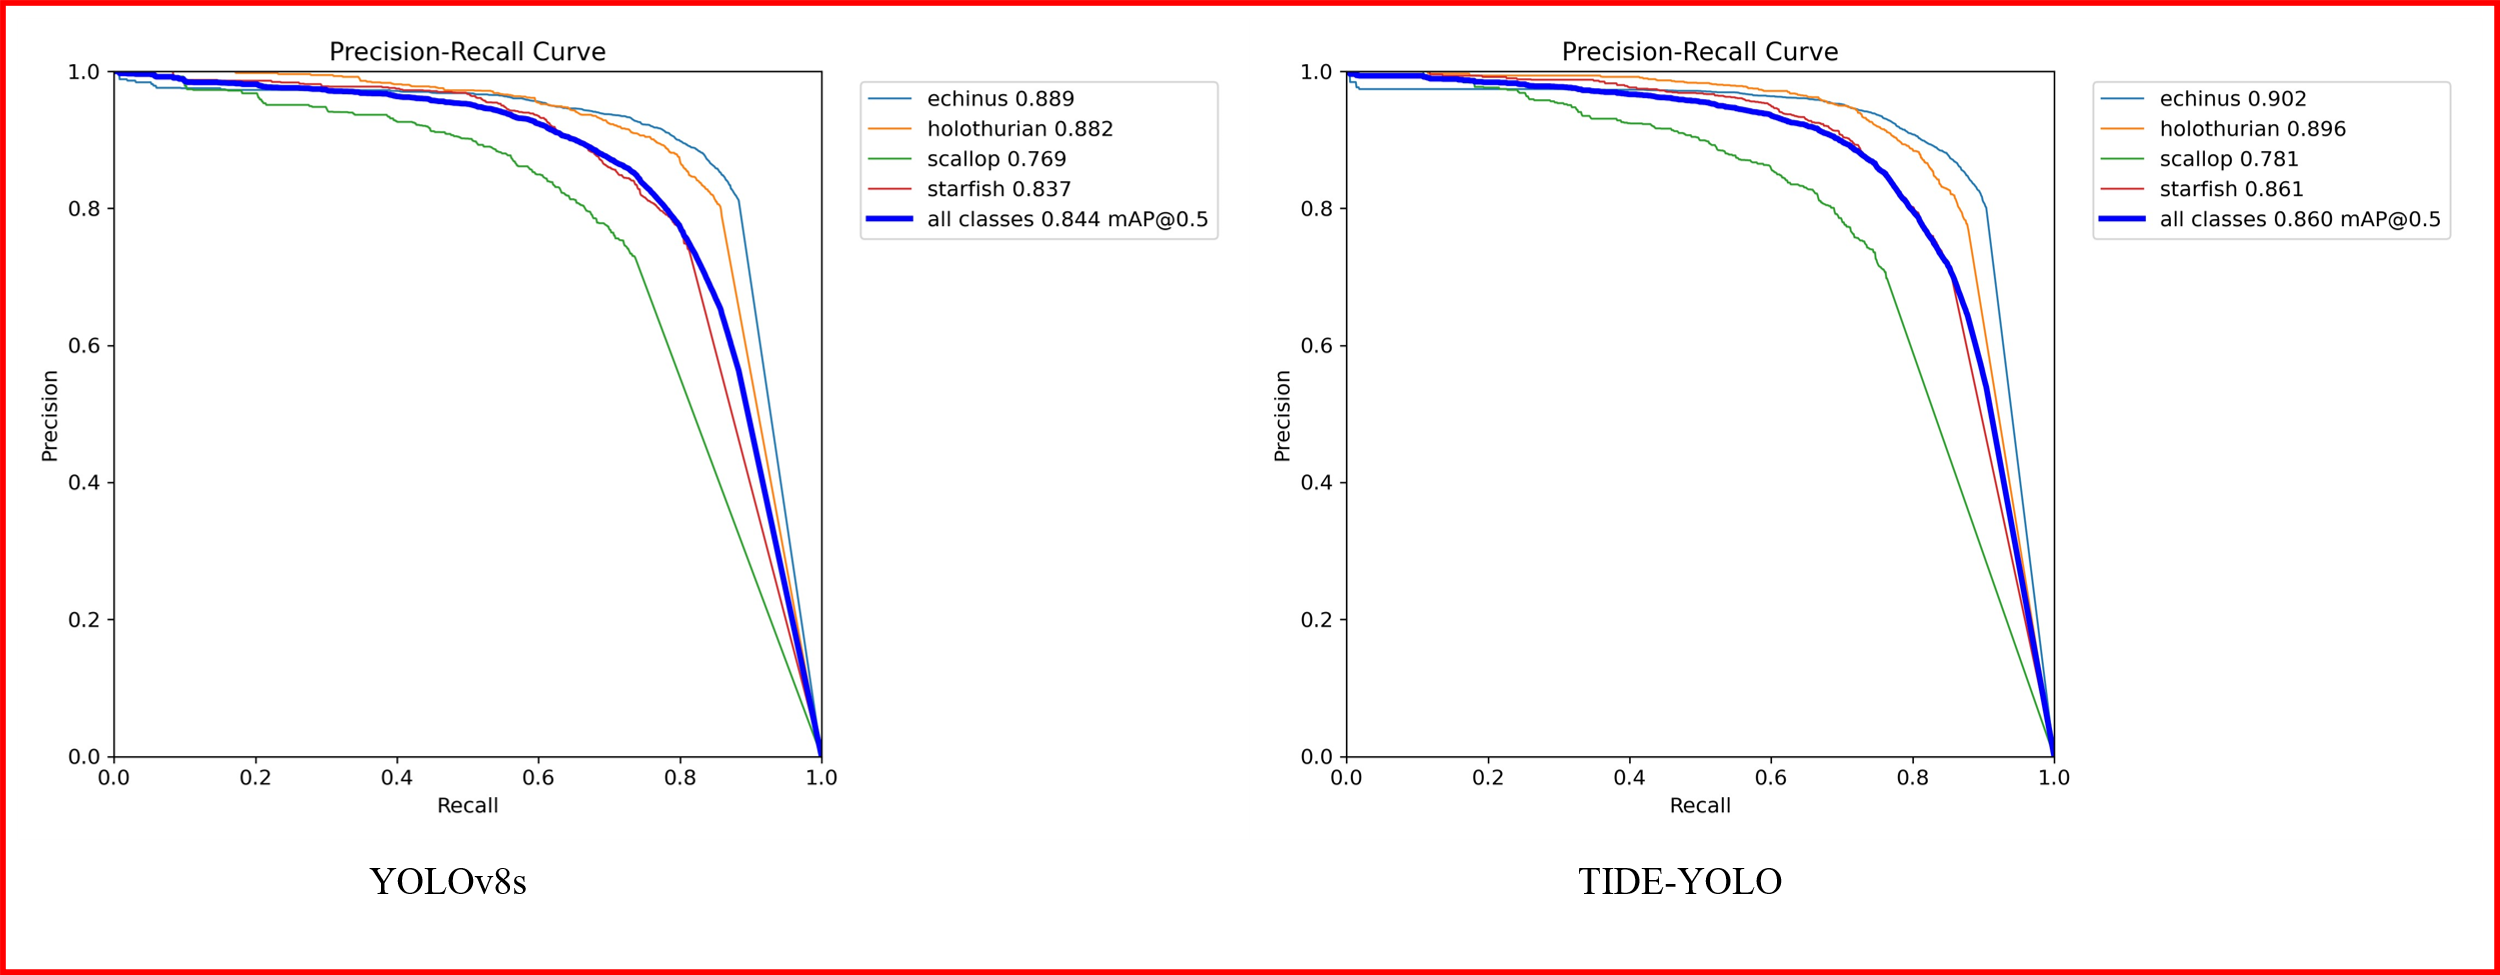 Precision-Recall Curve
1.0
0.8
0.6
0.4
0.2
0.0
0.0 0.2 0.4 0.6 0.8 1.0
Precision
Recall
echinus 0.889
holothurian 0.882
scallop 0.769
starfish 0.837
all classes 0.844 mAP@0.5
YOLOv8s
Precision-Recall Curve
1.0
0.8
0.6
0.4
0.2
0.0
0.0 0.2 0.4 0.6 0.8 1.0
Precision
Recall
echinus 0.902
holothurian 0.896
scallop 0.781
starfish 0.861
all classes 0.860 mAP@0.5
TIDE-YOLO